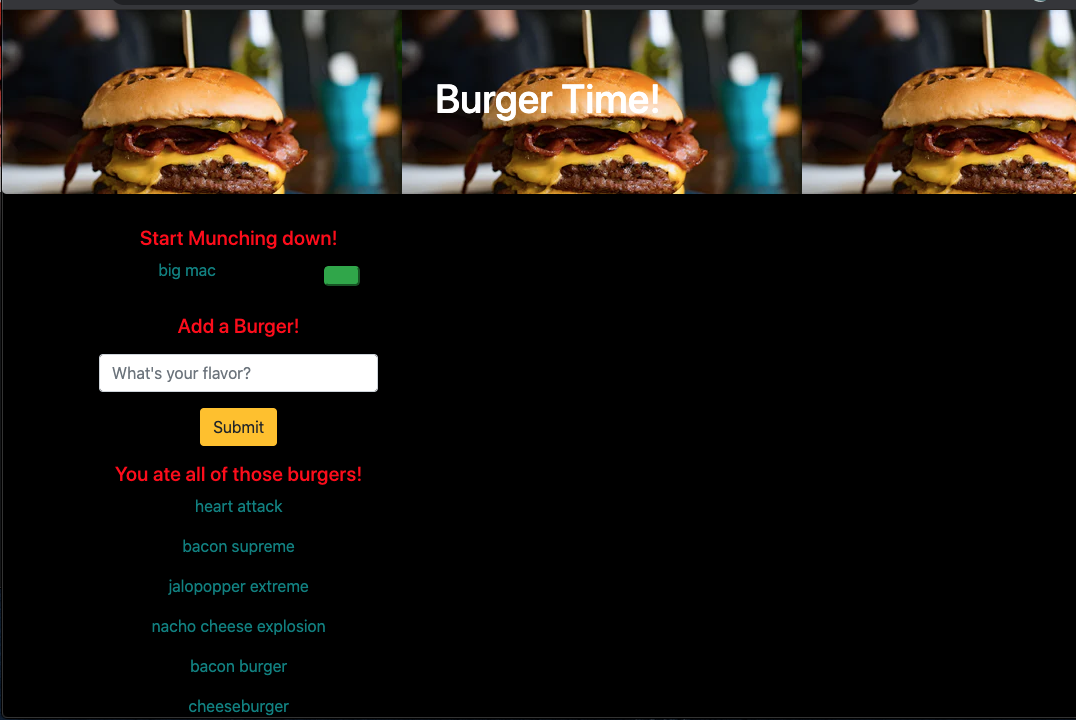 Burger Time!
Start Munching down!
big mac
Add a Burger!
What's your flavor?
Submit
You ate all of those burgers!
heart attack
bacon supreme
jalopopper extreme
nacho cheese explosion
bacon burger
cheeseburger